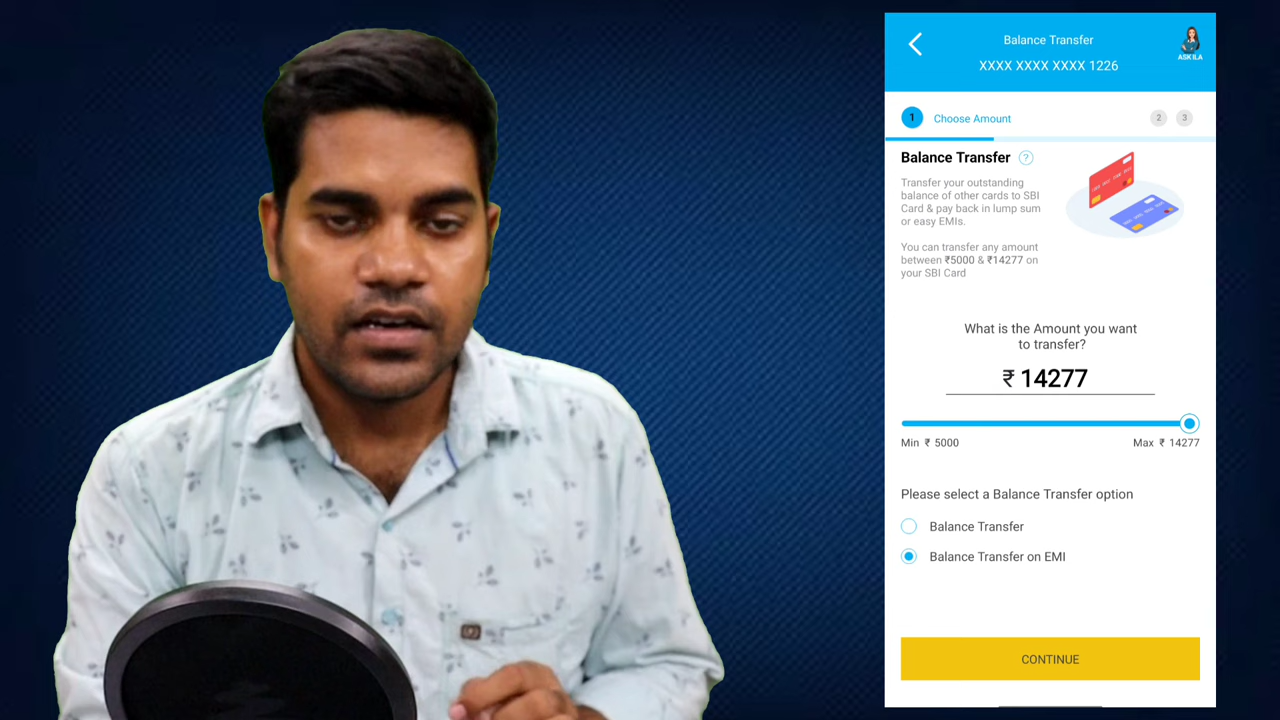 Balance Transfer
XXXX XXXX XXXX 1226
ASK ILA
1 Choose Amount 2 3
Balance Transfer ?
Transfer your outstanding
balance of other cards to SBI
Card & pay back in lump sum
or easy EMIs.
You can transfer any amount
between ₹5000 & ₹14277 on
your SBI Card
What is the Amount you want
to transfer?
₹ 14277
Min ₹ 5000 Max ₹ 14277
Please select a Balance Transfer option
Balance Transfer
Balance Transfer on EMI
CONTINUE